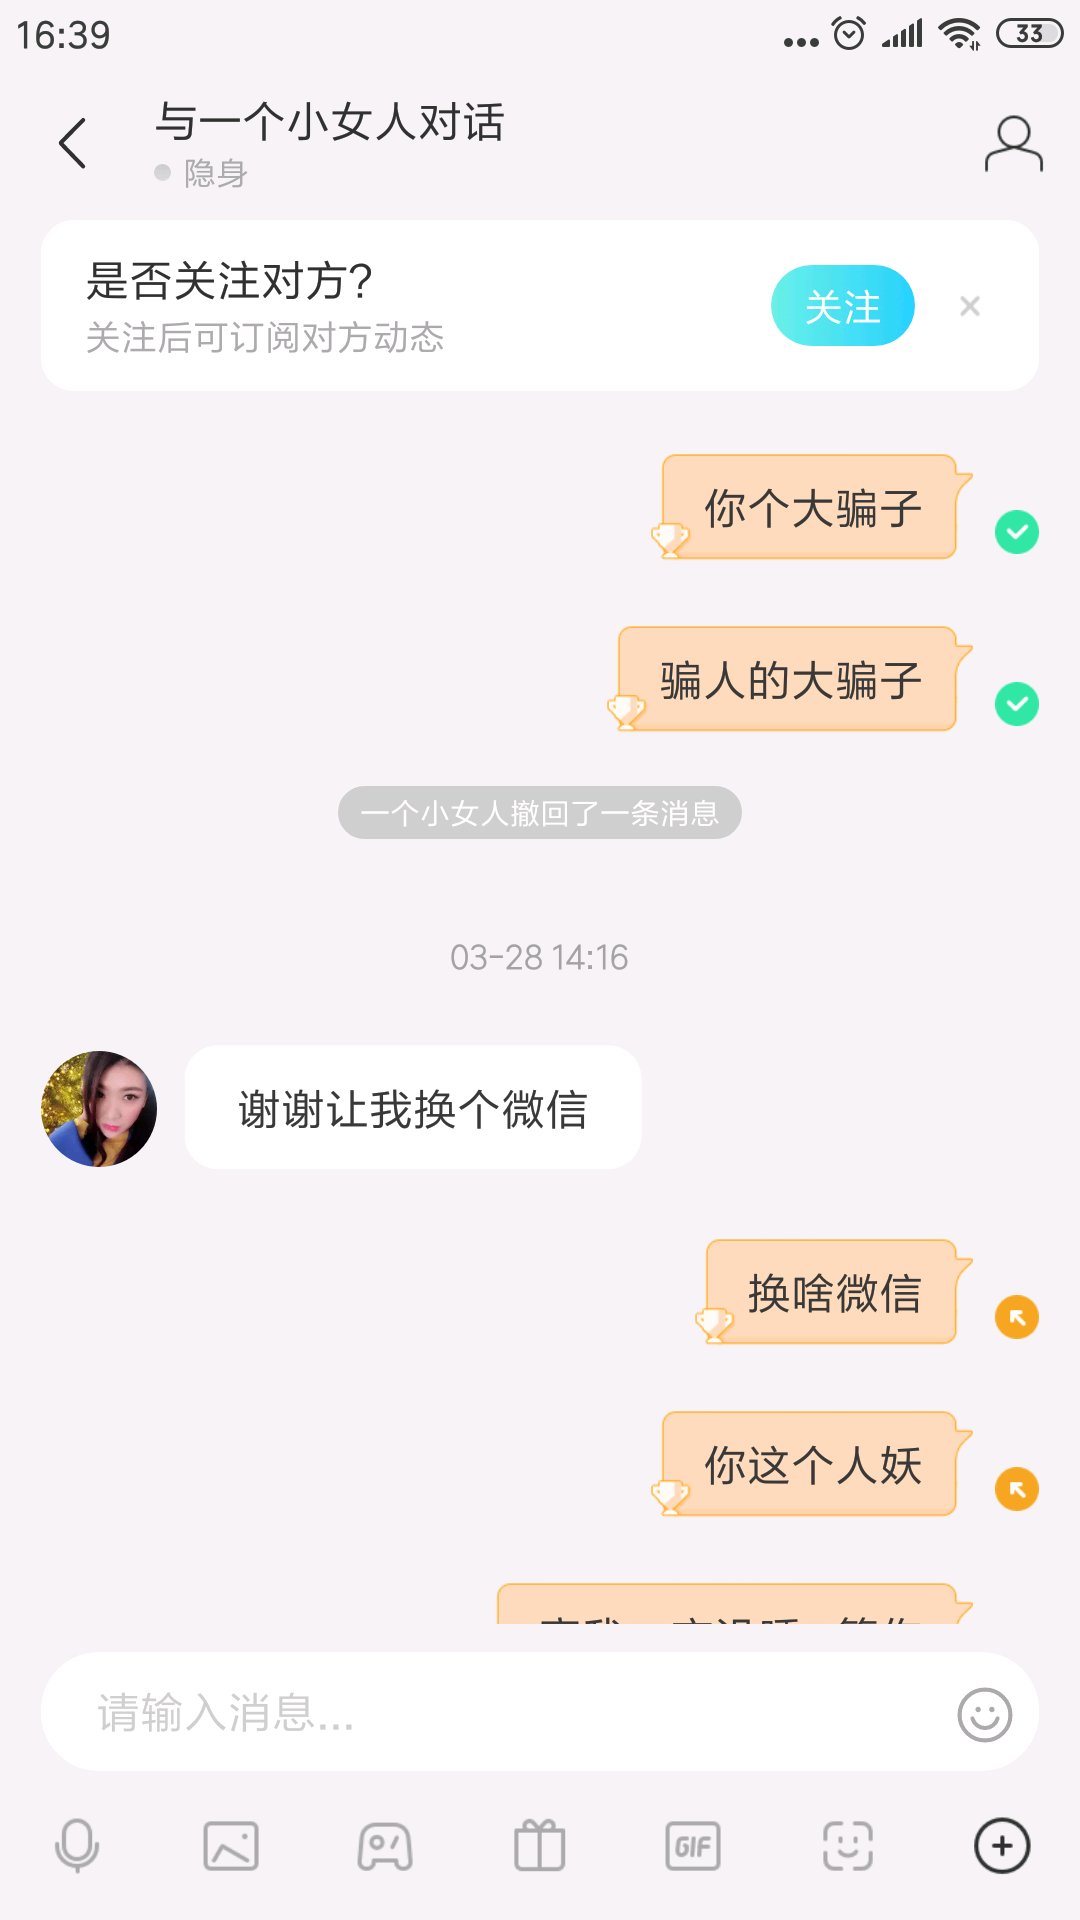 16:39
33
与一个小女人对话
隐身
是否关注对方?
关注后可订阅对方动态
关注
你个大骗子
骗人的大骗子
一个小女人撤回了一条消息
03-28 14:16
谢谢让我换个微信
换啥微信
你这个人妖
请输入消息...
GIF